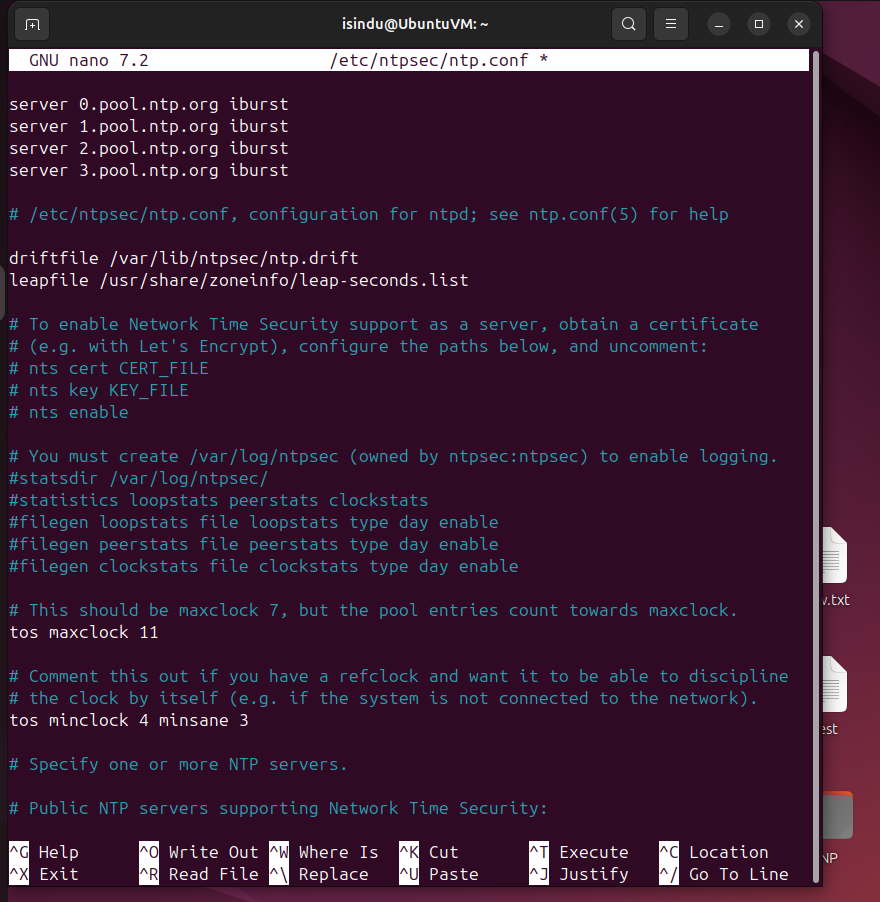 isindu@UbuntuVM: ~
GNU nano 7.2 /etc/ntpsec/ntp.conf *
server 0.pool.ntp.org iburst
server 1.pool.ntp.org iburst
server 2.pool.ntp.org iburst
server 3.pool.ntp.org iburst
# /etc/ntpsec/ntp.conf, configuration for ntpd; see ntp.conf(5) for help
driftfile /var/lib/ntpsec/ntp.drift
leapfile /usr/share/zoneinfo/leap-seconds.list
# To enable Network Time Security support as a server, obtain a certificate
# (e.g. with Let's Encrypt), configure the paths below, and uncomment:
# nts cert CERT_FILE
# nts key KEY_FILE
# nts enable
# You must create /var/log/ntpsec (owned by ntpsec:ntpsec) to enable logging.
#statsdir /var/log/ntpsec/
#statistics loopstats peerstats clockstats
#filegen loopstats file loopstats type day enable
#filegen peerstats file peerstats type day enable
#filegen clockstats file clockstats type day enable
# This should be maxclock 7, but the pool entries count towards maxclock.
tos maxclock 11
# Comment this out if you have a refclock and want it to be able to discipline
# the clock by itself (e.g. if the system is not connected to the network).
tos minclock 4 minsane 3
# Specify one or more NTP servers.
# Public NTP servers supporting Network Time Security:
^G Help ^O Write Out ^W Where Is ^K Cut ^T Execute ^C Location
^X Exit ^R Read File ^\ Replace ^U Paste ^J Justify ^/ Go To Line